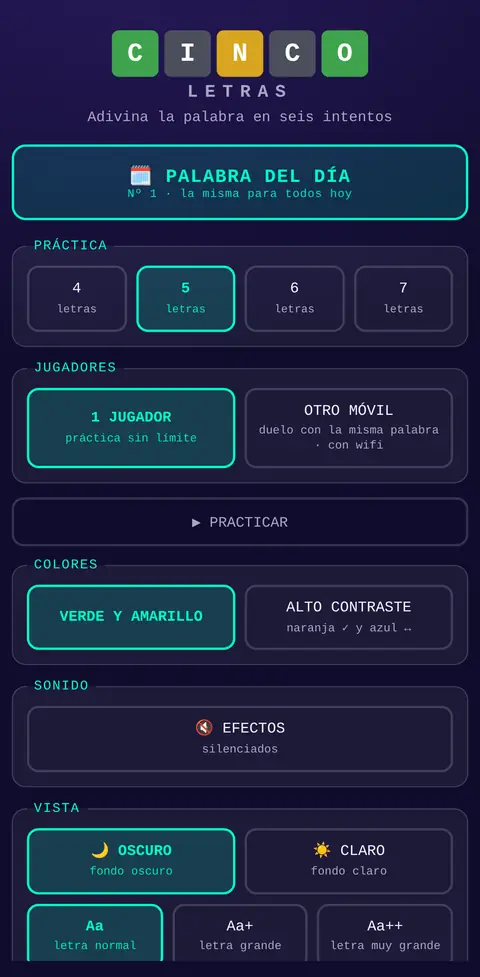 CINCO
LETRAS
Adivina la palabra en seis intentos
🗓️ PALABRA DEL DÍA
Nº 1 · la misma para todos hoy
PRÁCTICA
4 5 6 7
letras letras letras letras
JUGADORES
1 JUGADOR
práctica sin límite
OTRO MÓVIL
duelo con la misma palabra
· con wifi
▶ PRACTICAR
COLORES
VERDE Y AMARILLO
ALTO CONTRASTE
naranja ✓ y azul ↔
SONIDO
🔇 EFECTOS
silenciados
VISTA
🌙 OSCURO
fondo oscuro
☀️ CLARO
fondo claro
Aa Aa+ Aa++
letra normal letra grande letra muy grande